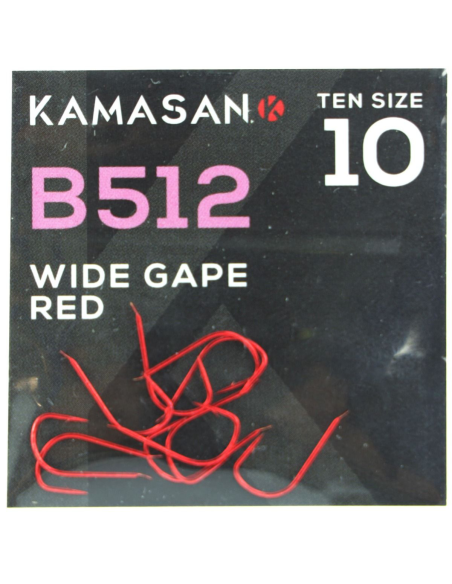 KAMASAN K
TEN SIZE
10
B512
WIDE GAPE
RED